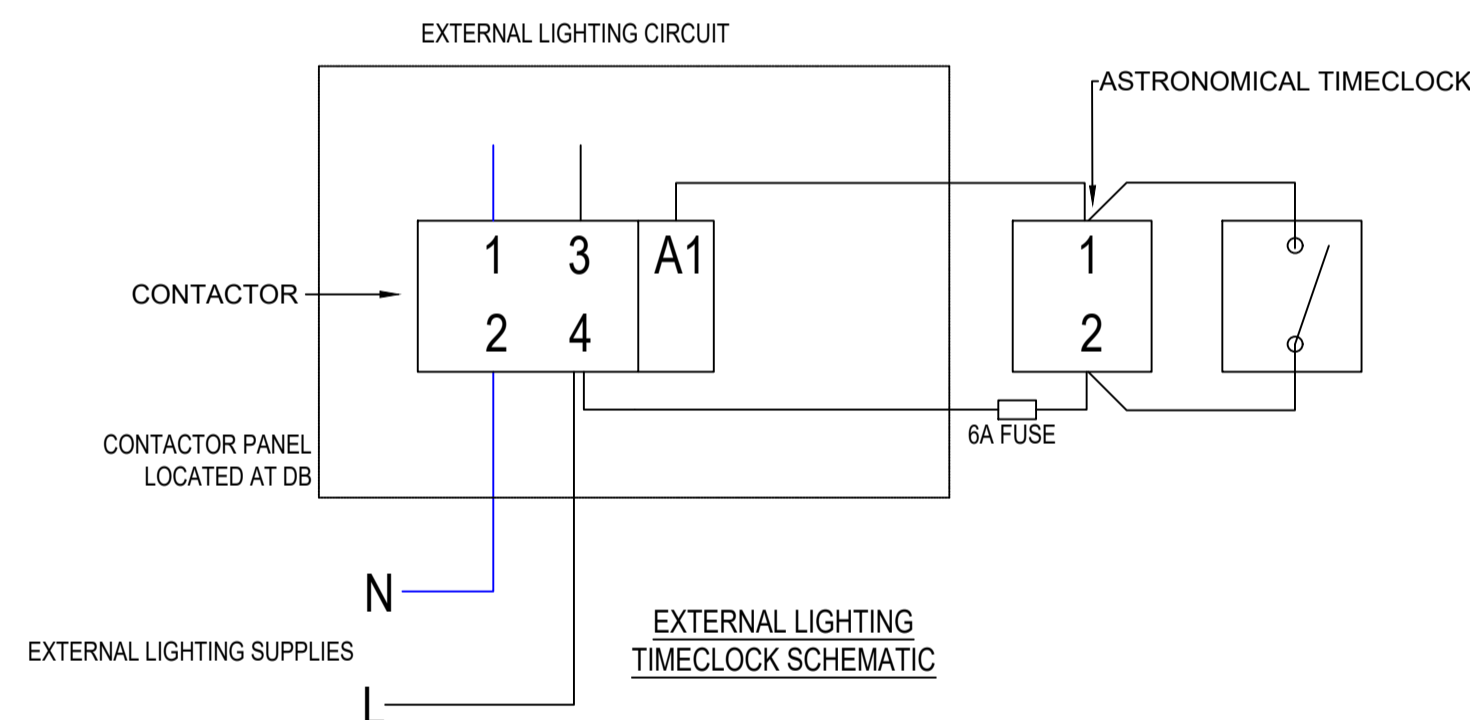 EXTERNAL LIGHTING CIRCUIT
ASTRONOMICAL TIMECLOCK
1 3 A1
1
CONTACTOR
2 4
2
6A FUSE
CONTACTOR PANEL
LOCATED AT DB
N
EXTERNAL LIGHTING
TIMECLOCK SCHEMATIC
EXTERNAL LIGHTING SUPPLIES
L